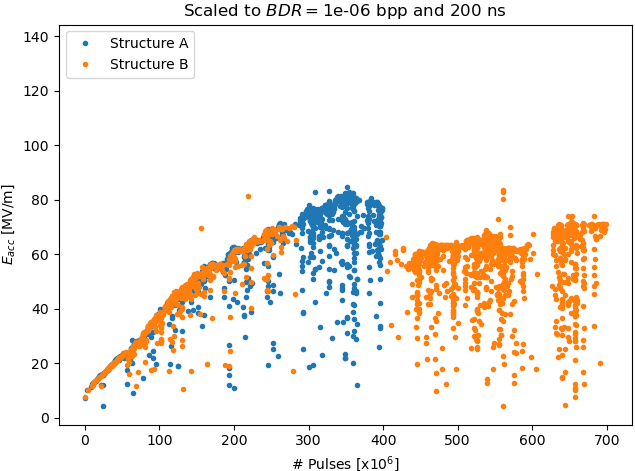 Scaled to BDR = 1e-06 bpp and 200 ns
140
120
100
80
60
40
20
0
E_acc [MV/m]
Structure A
Structure B
0 100 200 300 400 500 600 700
# Pulses [x10^6]